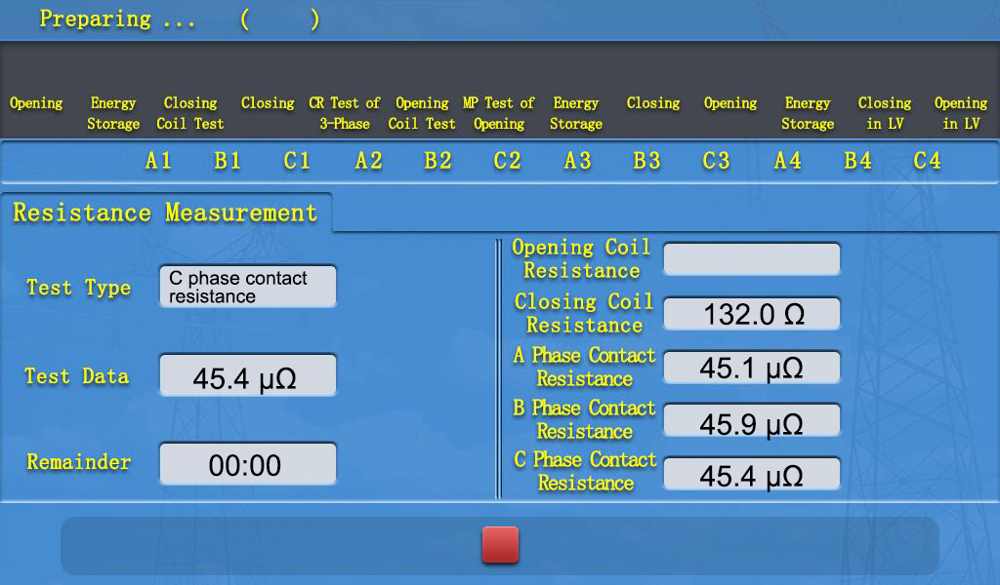 Preparing ... ( )
Opening Energy Closing Closing CR Test of Opening MP Test of Energy Closing Opening Energy Closing Opening
Storage Coil Test 3-Phase Coil Test Opening Storage Storage in LV in LV
A1 B1 C1 A2 B2 C2 A3 B3 C3 A4 B4 C4
Resistance Measurement
Test Type
C phase contact
resistance
Test Data
45.4 μΩ
Remainder
00:00
Opening Coil
Resistance
Closing Coil
Resistance
132.0 Ω
A Phase Contact
Resistance
45.1 μΩ
B Phase Contact
Resistance
45.9 μΩ
C Phase Contact
Resistance
45.4 μΩ